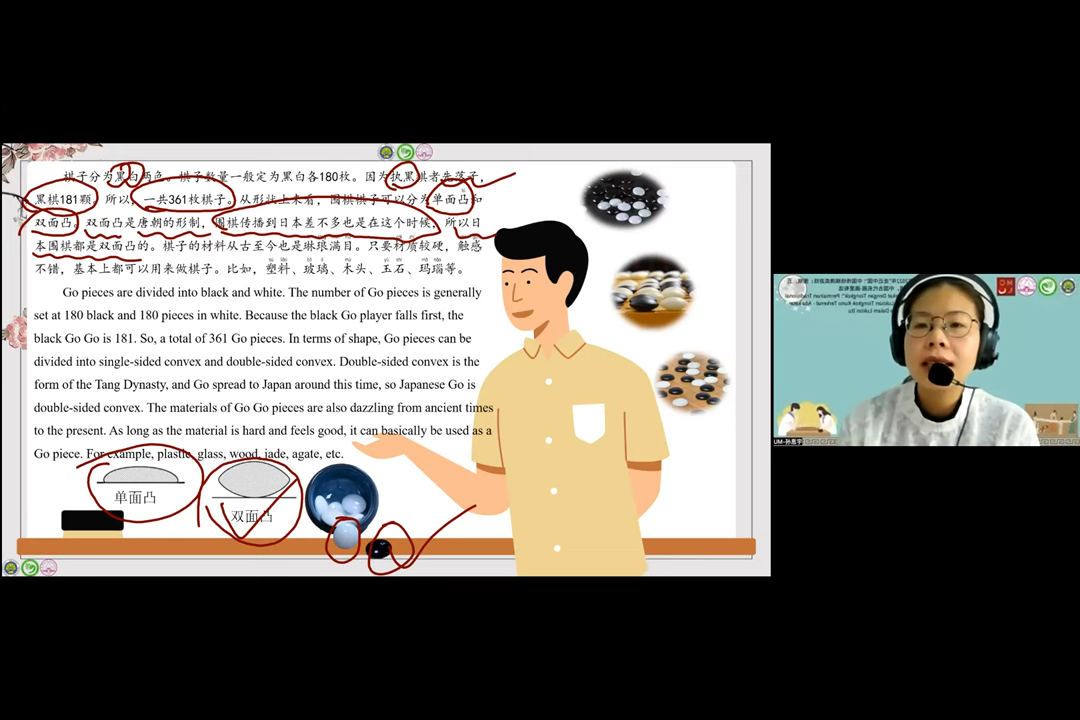 棋子分为黑白两色。棋子数量一般定为黑白各180枚。因为执黑棋者先落子，
黑棋181颗。所以，一共361枚棋子。从形状上来看，围棋棋子可以分为单面凸和
双面凸。双面凸是唐朝的形制，围棋传播到日本差不多也是在这个时候，所以日
本围棋都是双面凸的。棋子的材料从古至今也是琳琅满目。只要材质较硬，触感
不错，基本上都可以用来做棋子。比如，塑料、玻璃、木头、玉石、玛瑙等。
Go pieces are divided into black and white. The number of Go pieces is generally
set at 180 black and 180 pieces in white. Because the black Go player falls first, the
black Go Go is 181. So, a total of 361 Go pieces. In terms of shape, Go pieces can be
divided into single-sided convex and double-sided convex. Double-sided convex is the
form of the Tang Dynasty, and Go spread to Japan around this time, so Japanese Go is
double-sided convex. The materials of Go Go pieces are also dazzling from ancient times
to the present. As long as the material is hard and feels good, it can basically be used as a
Go piece. For example, plastic, glass, wood, jade, agate, etc.
单面凸
双面凸
UM-孙惠宇